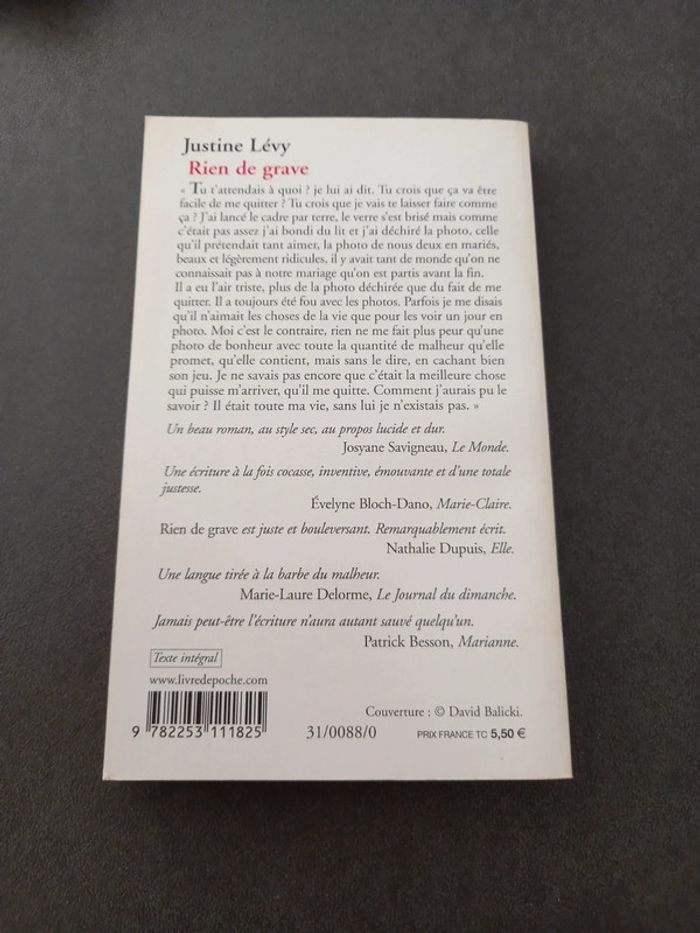 Justine Lévy
Rien de grave
« Tu t'attendais à quoi ? je lui ai dit. Tu crois que ça va être
facile de me quitter ? Tu crois que je vais te laisser faire comme
ça ? J'ai lancé le cadre par terre, le verre s'est brisé mais comme
c'était pas assez j'ai bondi du lit et j'ai déchiré la photo, celle
qu'il prétendait tant aimer, la photo de nous deux en mariés,
beaux et légèrement ridicules, il y avait tant de monde qu'on ne
connaissait pas à notre mariage qu'on est partis avant la fin.
Il a eu l'air triste, plus de la photo déchirée que du fait de me
quitter. Il a toujours été fou avec les photos. Parfois je me disais
qu'il n'aimait les choses de la vie que pour les voir un jour en
photo. Moi c'est le contraire, rien ne me fait plus peur qu'une
photo de bonheur avec toute la quantité de malheur qu'elle
promet, qu'elle contient, mais sans le dire, en cachant bien
son jeu. Je ne savais pas encore que c'était la meilleure chose
qui puisse m'arriver, qu'il me quitte. Comment j'aurais pu le
savoir ? Il était toute ma vie, sans lui je n'existais pas. »
Un beau roman, au style sec, au propos lucide et dur.
Josyane Savigneau, Le Monde.
Une écriture à la fois cocasse, inventive, émouvante et d'une totale
justesse.
Évelyne Bloch-Dano, Marie-Claire.
Rien de grave est juste et bouleversant. Remarquablement écrit.
Nathalie Dupuis, Elle.
Une langue tirée à la barbe du malheur.
Marie-Laure Delorme, Le Journal du dimanche.
Jamais peut-être l'écriture n'aura autant sauvé quelqu'un.
Patrick Besson, Marianne.
Texte intégral
www.livredepoche.com
Couverture : © David Balicki.
9 782253 111825
31/0088/0
PRIX FRANCE TC 5,50 €